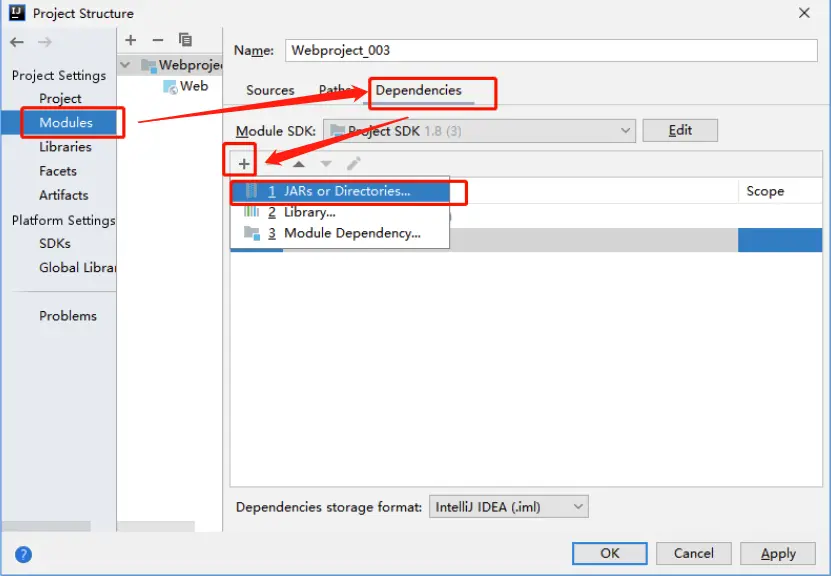 IJ Project Structure
Name: Webproject_003
Project Settings
Project
Modules
Libraries
Facets
Artifacts
Platform Settings
SDKs
Global Librar
Problems
Webprojec
Web
Sources
Paths
Dependencies
Module SDK: Project SDK 1.8 (3)
Edit
Scope
1 JARs or Directories...
2 Library...
3 Module Dependency...
Dependencies storage format: IntelliJ IDEA (.iml)
?
OK
Cancel
Apply